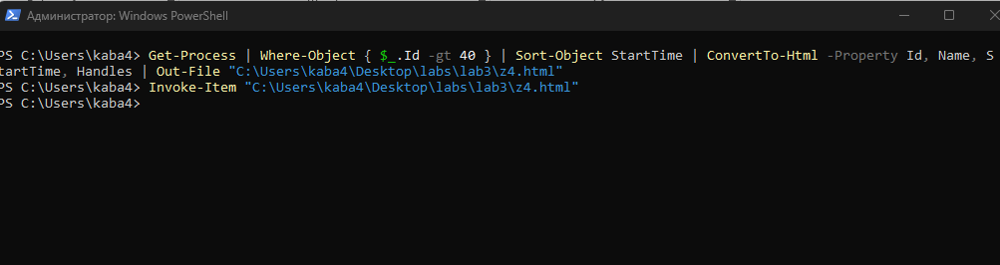 Администратор: Windows PowerShell
PS C:\Users\kaba4> Get-Process | Where-Object { $_.Id -gt 40 } | Sort-Object StartTime | ConvertTo-Html -Property Id, Name, S
tartTime, Handles | Out-File "C:\Users\kaba4\Desktop\labs\lab3\z4.html"
PS C:\Users\kaba4> Invoke-Item "C:\Users\kaba4\Desktop\labs\lab3\z4.html"
PS C:\Users\kaba4>